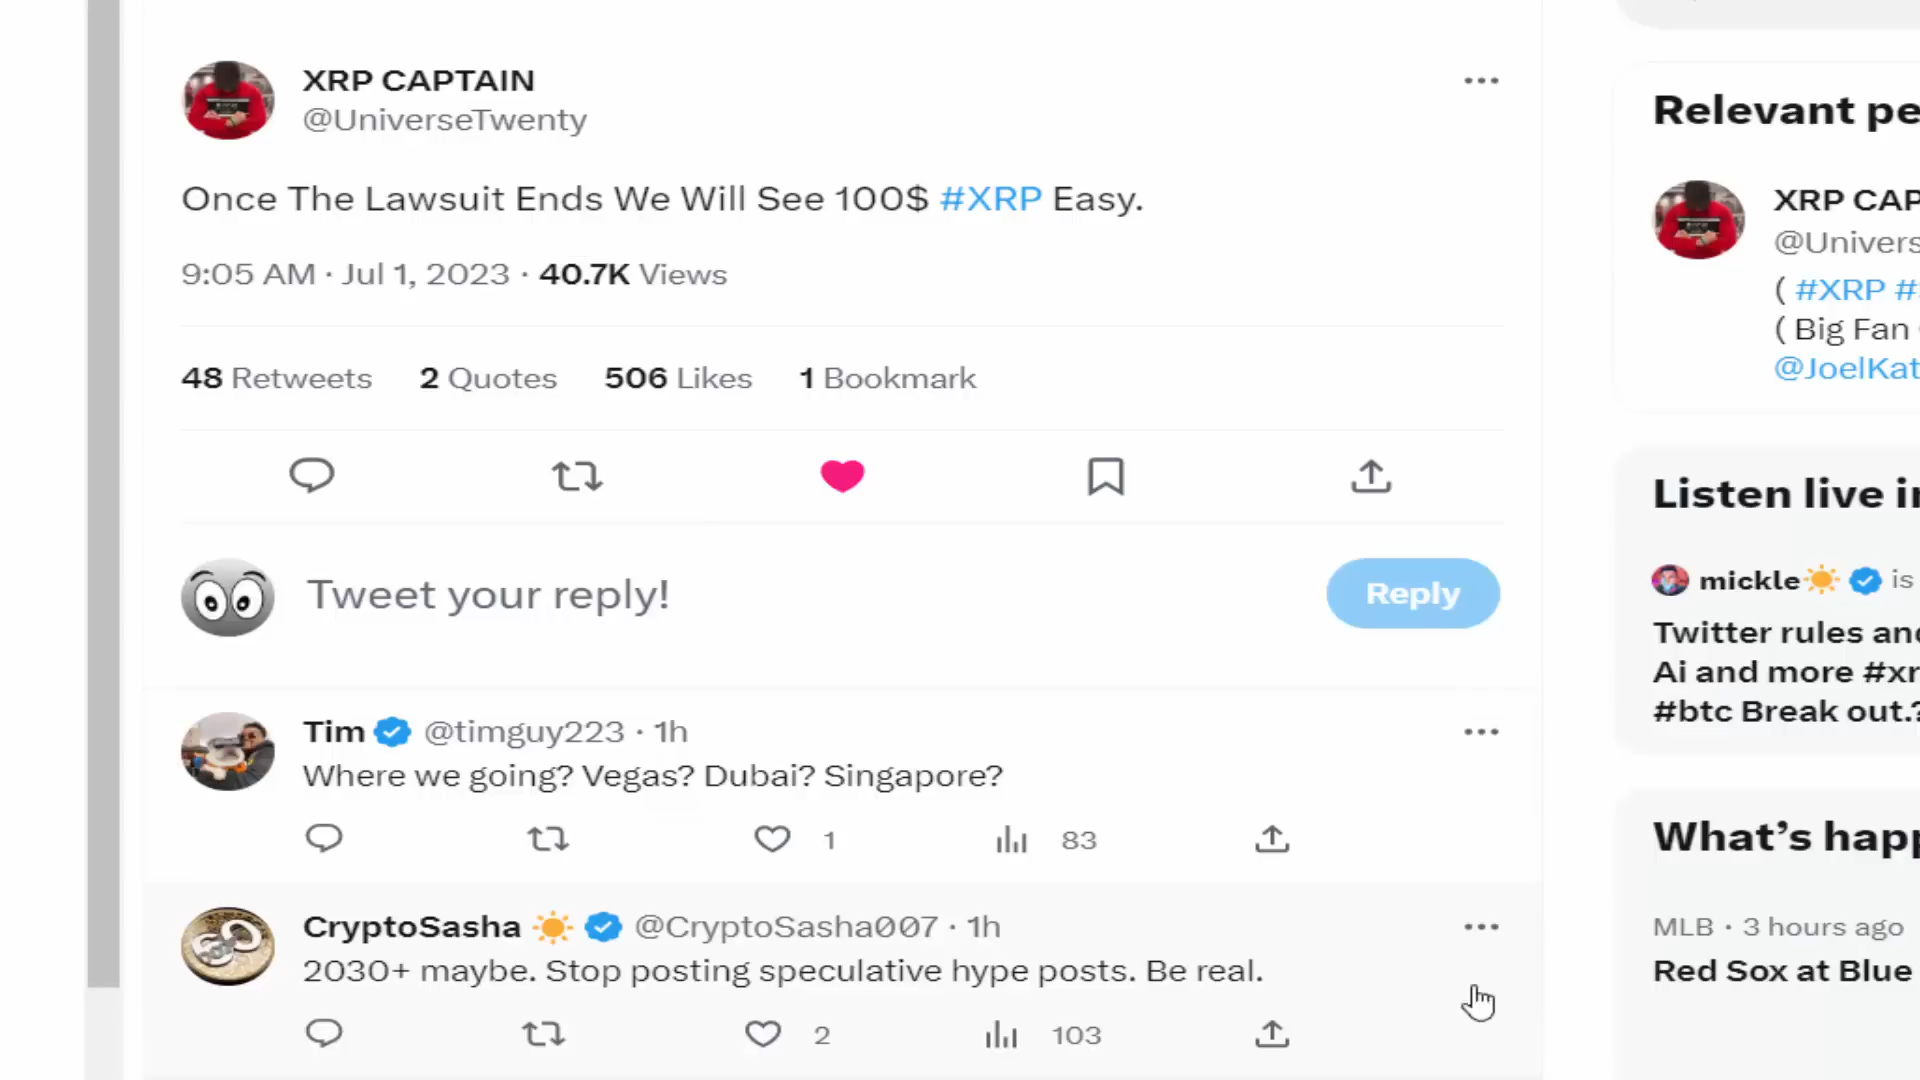 XRP CAPTAIN
@UniverseTwenty
Once The Lawsuit Ends We Will See 100$ #XRP Easy.
9:05 AM · Jul 1, 2023 · 40.7K Views
48 Retweets 2 Quotes 506 Likes 1 Bookmark
Tweet your reply!
Reply
Tim @timguy223 · 1h
Where we going? Vegas? Dubai? Singapore?
1 83
CryptoSasha @CryptoSasha007 · 1h
2030+ maybe. Stop posting speculative hype posts. Be real.
2 103
Relevant pe
XRP CAP
@Univers
( #XRP #
( Big Fan
@JoelKat
Listen live in
mickle is
Twitter rules and
Ai and more #xr
#btc Break out.?
What's happ
MLB · 3 hours ago
Red Sox at Blue